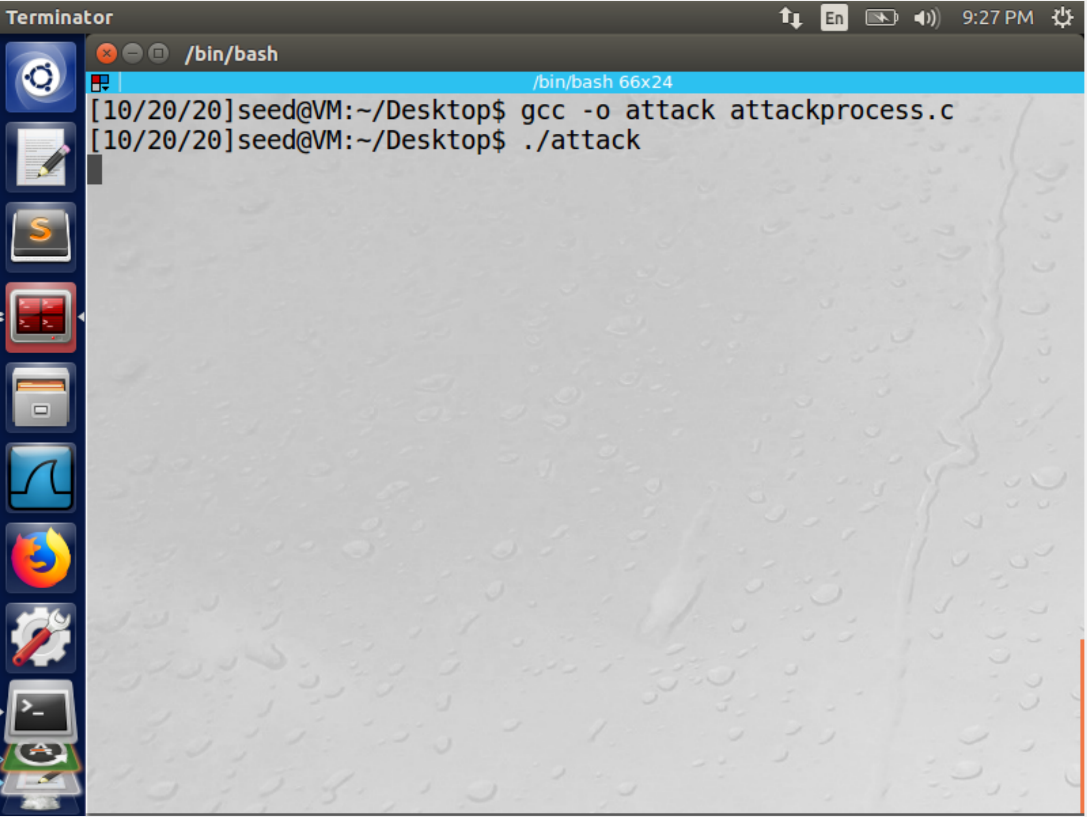 Terminator
En
9:27 PM
/bin/bash
/bin/bash 66x24
[10/20/20]seed@VM:~/Desktop$ gcc -o attack attackprocess.c
[10/20/20]seed@VM:~/Desktop$ ./attack